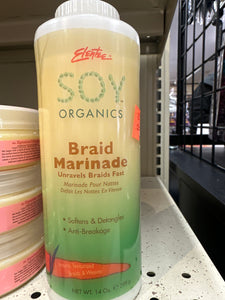 Elentee
SOY
ORGANICS
Braid
Marinade
Unravels Braids Fast
Marinade Pour Nattes
Défait Les Nattes En Vitesse
• Softens & Detangles
• Anti-Breakage
NET WT. 14 Oz.